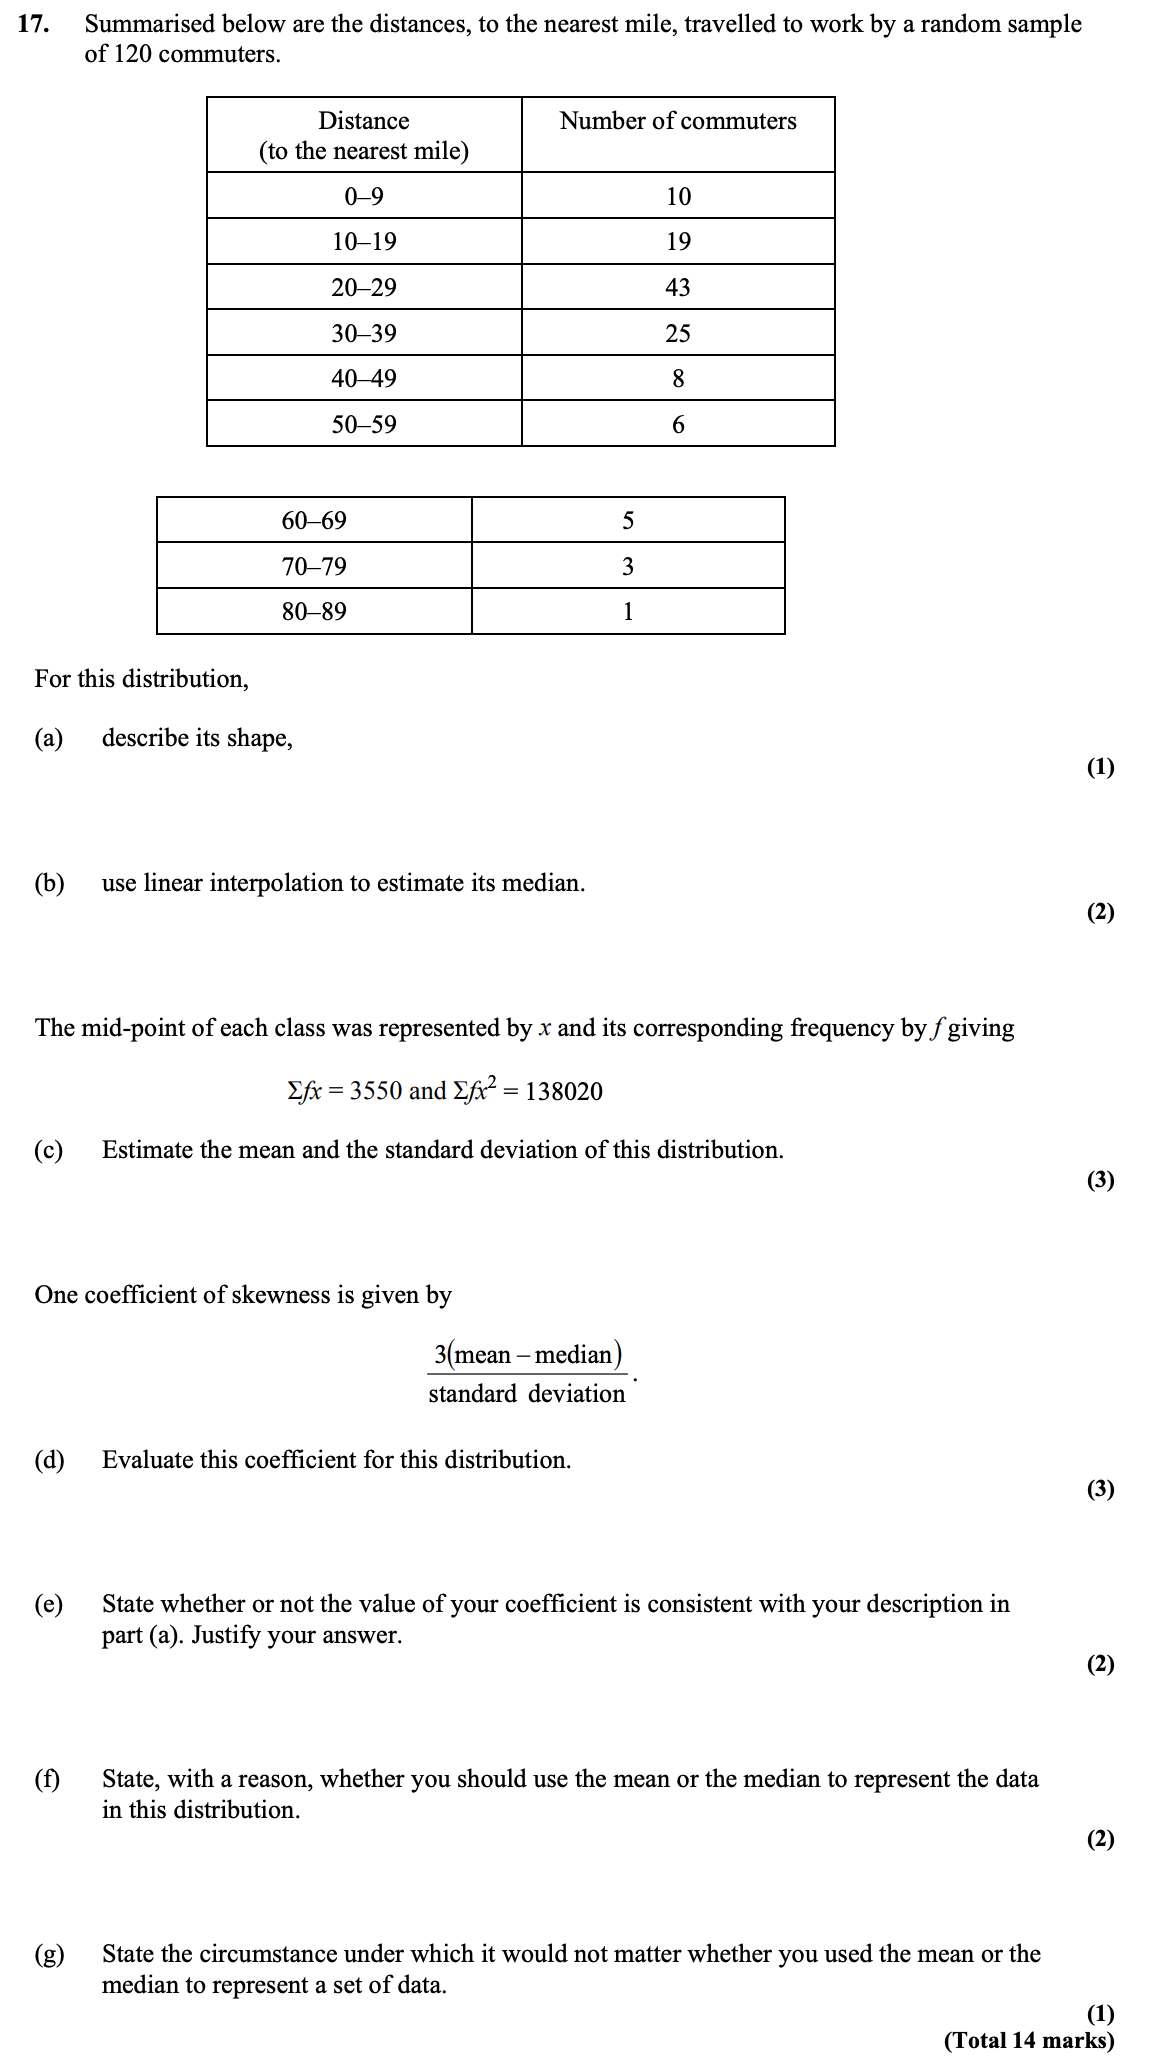 17. Summarised below are the distances, to the nearest mile, travelled to work by a random sample
of 120 commuters.
Distance Number of commuters
(to the nearest mile)
0–9 10
10–19 19
20–29 43
30–39 25
40–49 8
50–59 6
60–69 5
70–79 3
80–89 1
For this distribution,
(a) describe its shape,
(1)
(b) use linear interpolation to estimate its median.
(2)
The mid-point of each class was represented by x and its corresponding frequency by f giving
Σfx = 3550 and Σfx² = 138020
(c) Estimate the mean and the standard deviation of this distribution.
(3)
One coefficient of skewness is given by
3(mean – median)
standard deviation .
(d) Evaluate this coefficient for this distribution.
(3)
(e) State whether or not the value of your coefficient is consistent with your description in
part (a). Justify your answer.
(2)
(f) State, with a reason, whether you should use the mean or the median to represent the data
in this distribution.
(2)
(g) State the circumstance under which it would not matter whether you used the mean or the
median to represent a set of data.
(1)
(Total 14 marks)